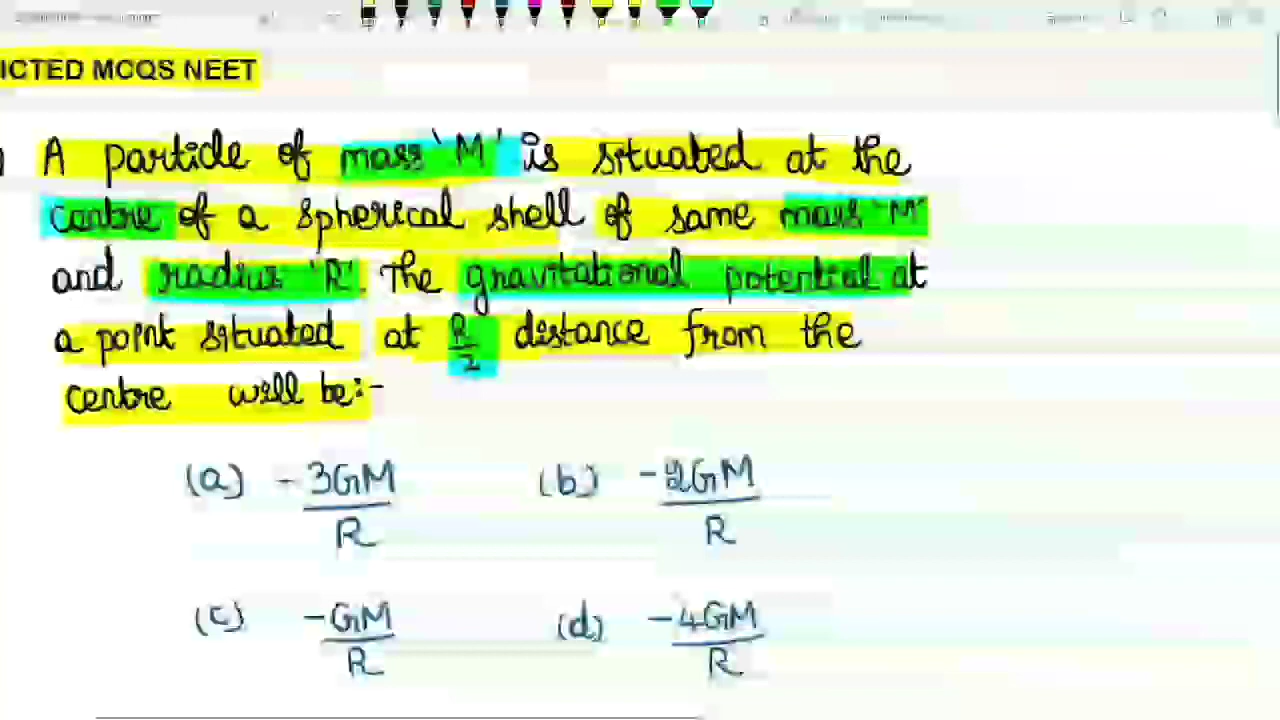 ICTED MCQS NEET
A particle of mass 'M' is situated at the
centre of a spherical shell of same mass 'M'
and radius 'R'. The gravitational potential at
a point situated at R/2 distance from the
centre will be:-
(a) -3GM/R (b) -2GM/R
(c) -GM/R (d) -4GM/R